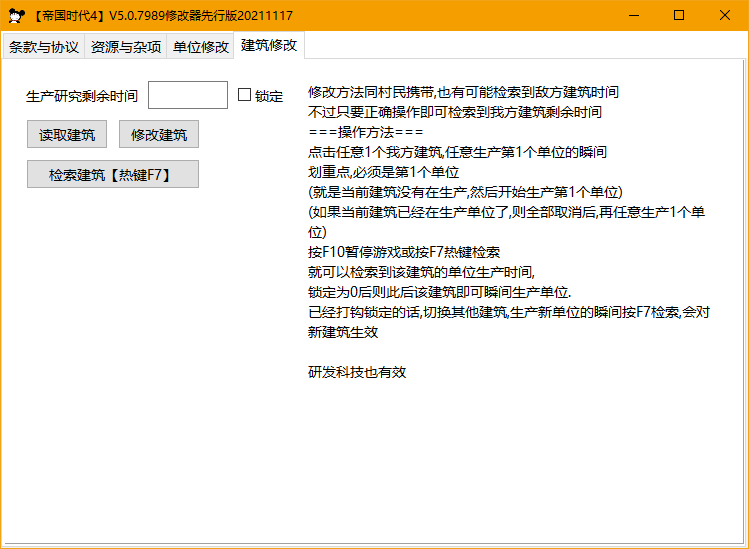 【帝国时代4】V5.0.7989修改器先行版20211117
条款与协议 资源与杂项 单位修改 建筑修改
生产研究剩余时间 锁定
读取建筑 修改建筑
检索建筑【热键F7】
修改方法同村民携带,也有可能检索到敌方建筑时间
不过只要正确操作即可检索到我方建筑剩余时间
===操作方法===
点击任意1个我方建筑,任意生产第1个单位的瞬间
划重点,必须是第1个单位
(就是当前建筑没有在生产,然后开始生产第1个单位)
(如果当前建筑已经在生产单位了,则全部取消后,再任意生产1个单
位)
按F10暂停游戏或按F7热键检索
就可以检索到该建筑的单位生产时间,
锁定为0后则此后该建筑即可瞬间生产单位.
已经打钩锁定的话,切换其他建筑,生产新单位的瞬间按F7检索,会对
新建筑生效
研发科技也有效